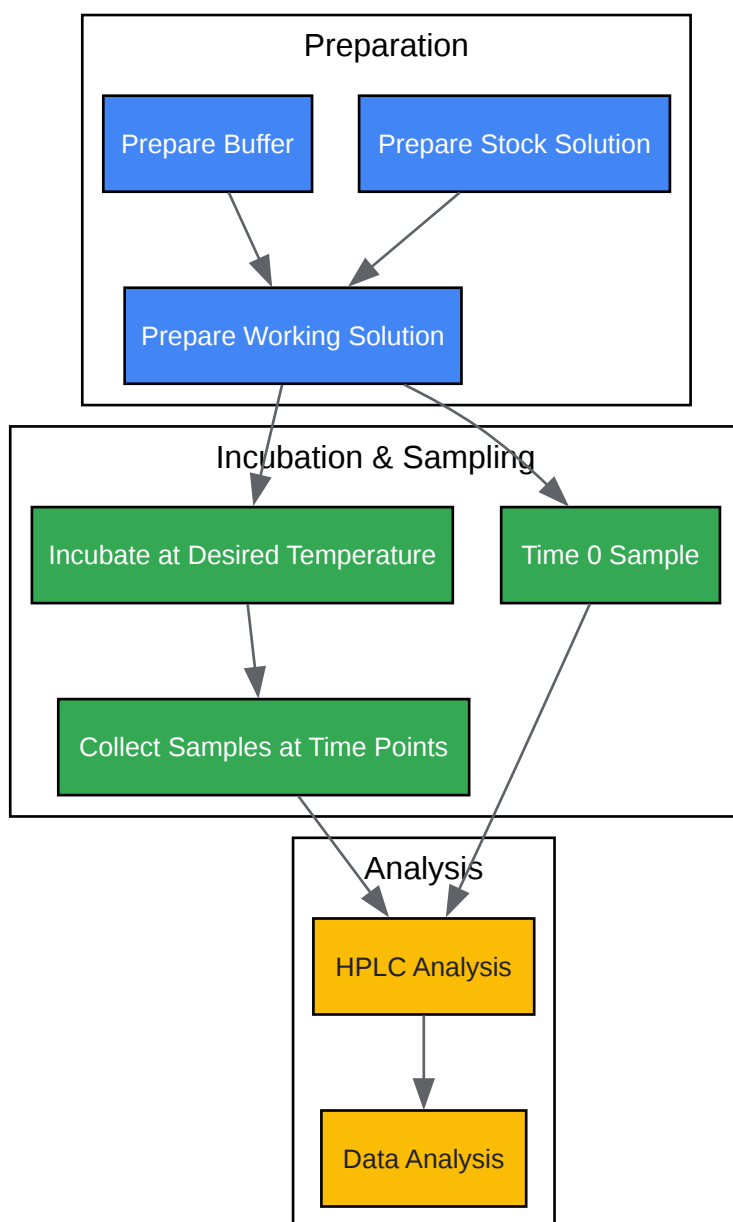 Preparation
Prepare Buffer
Prepare Stock Solution
Prepare Working Solution
Incubation & Sampling
Incubate at Desired Temperature
Time 0 Sample
Collect Samples at Time Points
Analysis
HPLC Analysis
Data Analysis